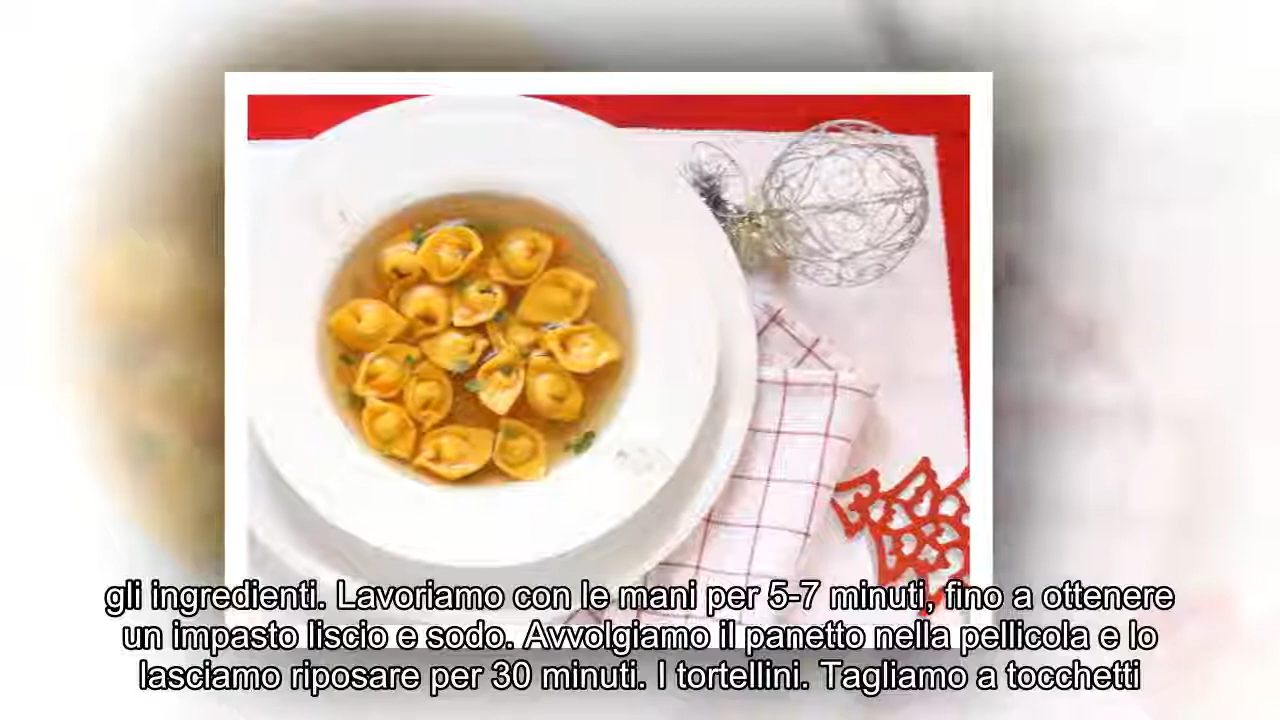 gli ingredienti. Lavoriamo con le mani per 5-7 minuti, fino a ottenere
un impasto liscio e sodo. Avvolgiamo il panetto nella pellicola e lo
lasciamo riposare per 30 minuti. I tortellini. Tagliamo a tocchetti